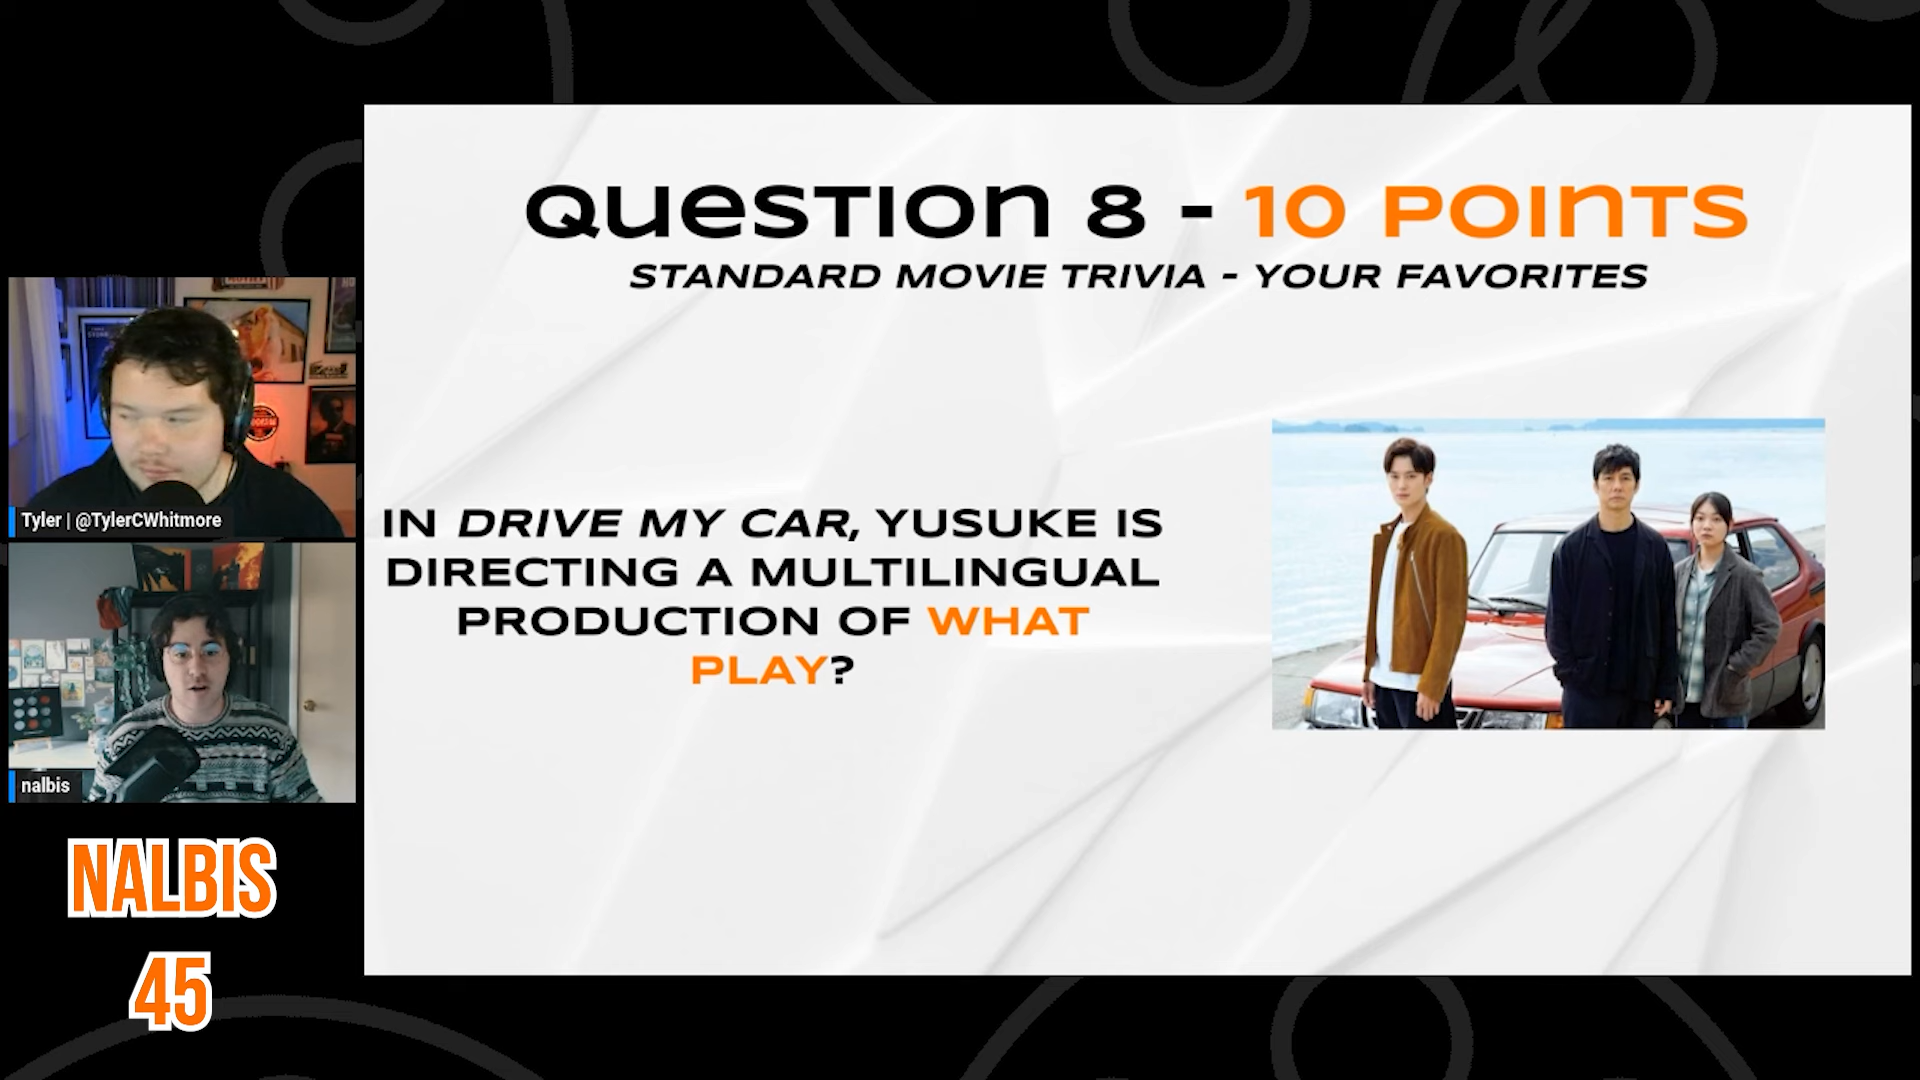 QUESTION 8 - 10 POINTS
STANDARD MOVIE TRIVIA - YOUR FAVORITES
IN DRIVE MY CAR, YUSUKE IS
DIRECTING A MULTILINGUAL
PRODUCTION OF WHAT
PLAY?
Tyler | @TylerCWhitmore
nalbis
NALBIS
45